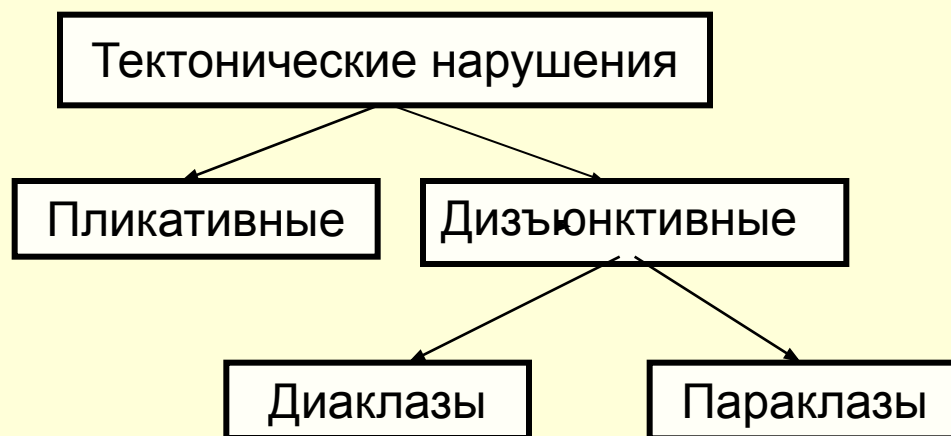 Тектонические нарушения
Пликативные
Дизъюнктивные
Диаклазы
Параклазы